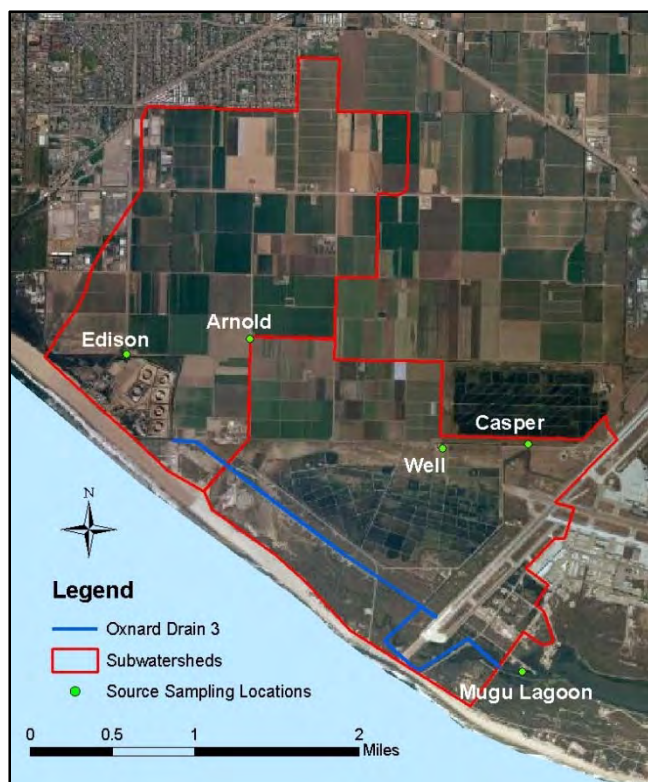 Arnold
Edison
Casper
Well
N
Legend
Oxnard Drain 3
Subwatersheds
Source Sampling Locations
Mugu Lagoon
0 0.5 1 2
Miles